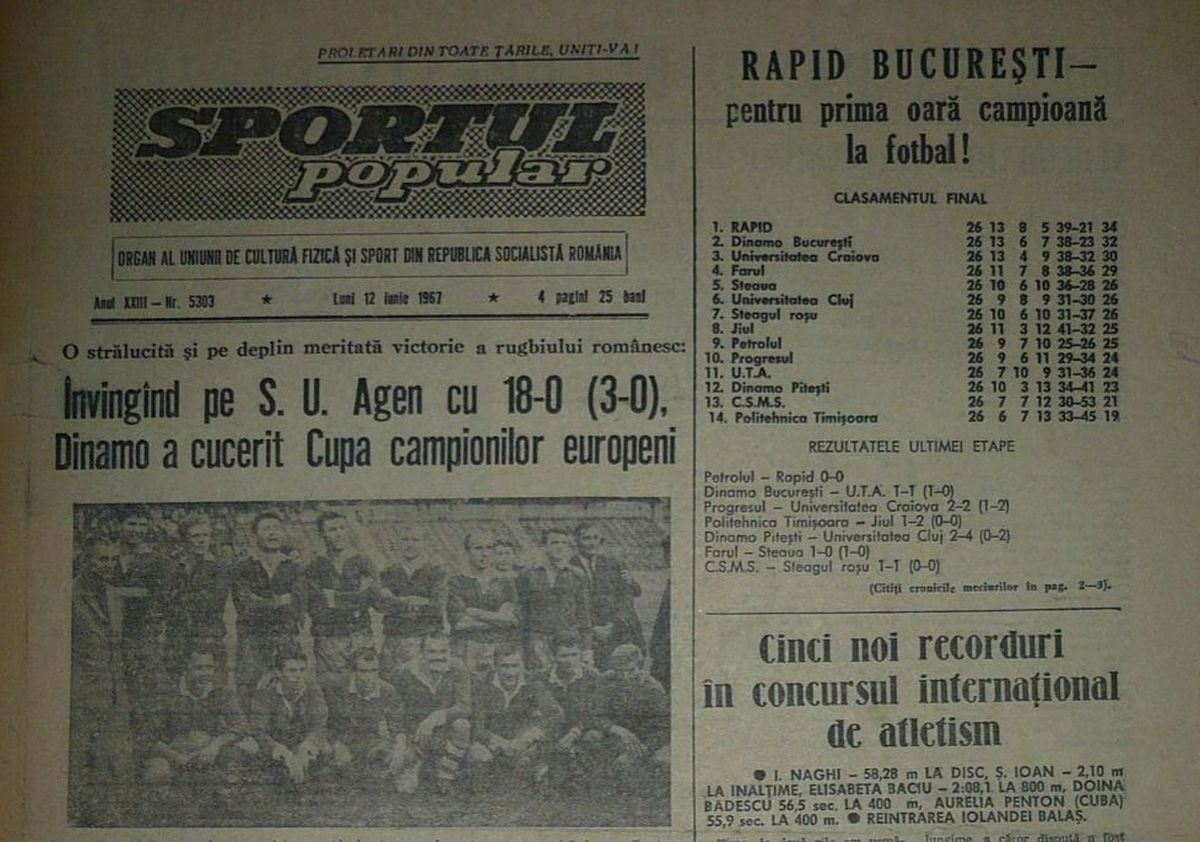 PROLETARI DIN TOATE ȚĂRILE, UNIȚI-VĂ!
SPORTUL
popular
ORGAN AL UNIUNII DE CULTURĂ FIZICĂ ȘI SPORT DIN REPUBLICA SOCIALISTĂ ROMÂNIA
Anul XXIII — Nr. 5303 ★ Luni 12 iunie 1967 ★ 4 pagini 25 bani
O strălucită și pe deplin meritată victorie a rugbiului românesc:
Învingînd pe S. U. Agen cu 18-0 (3-0),
Dinamo a cucerit Cupa campionilor europeni
RAPID BUCUREȘTI—
pentru prima oară campioană
la fotbal!
CLASAMENTUL FINAL
1. RAPID 26 13 8 5 39–21 34
2. Dinamo București 26 13 6 7 38–23 32
3. Universitatea Craiova 26 13 4 9 38–32 30
4. Farul 26 11 7 8 38–36 29
5. Steaua 26 10 6 10 36–28 26
6. Universitatea Cluj 26 9 8 9 31–30 26
7. Steagul roșu 26 10 6 10 31–37 26
8. Jiul 26 11 3 12 41–32 25
9. Petrolul 26 9 7 10 25–26 25
10. Progresul 26 9 6 11 29–34 24
11. U.T.A. 26 7 10 9 31–36 24
12. Dinamo Pitești 26 10 3 13 34–41 23
13. C.S.M.S. 26 7 7 12 30–53 21
14. Politehnica Timișoara 26 6 7 13 33–45 19
REZULTATELE ULTIMEI ETAPE
Petrolul – Rapid 0–0
Dinamo București – U.T.A. 1–1 (1–0)
Progresul – Universitatea Craiova 2–2 (1–2)
Politehnica Timișoara – Jiul 1–2 (0–0)
Dinamo Pitești – Universitatea Cluj 2–4 (0–2)
Farul – Steaua 1–0 (1–0)
C.S.M.S. – Steagul roșu 1–1 (0–0)
(Citiți cronicile meciurilor în pag. 2—3).
Cinci noi recorduri
în concursul internațional
de atletism
● I. NAGHI – 58,28 m LA DISC, Ș. IOAN – 2,10 m
LA INALȚIME, ELISABETA BACIU – 2:08,1 LA 800 m, DOINA
BĂDESCU 56,5 sec. LA 400 m, AURELIA PENTON (CUBA)
55,9 sec. LA 400 m. ● REINTRAREA IOLANDEI BALAȘ.